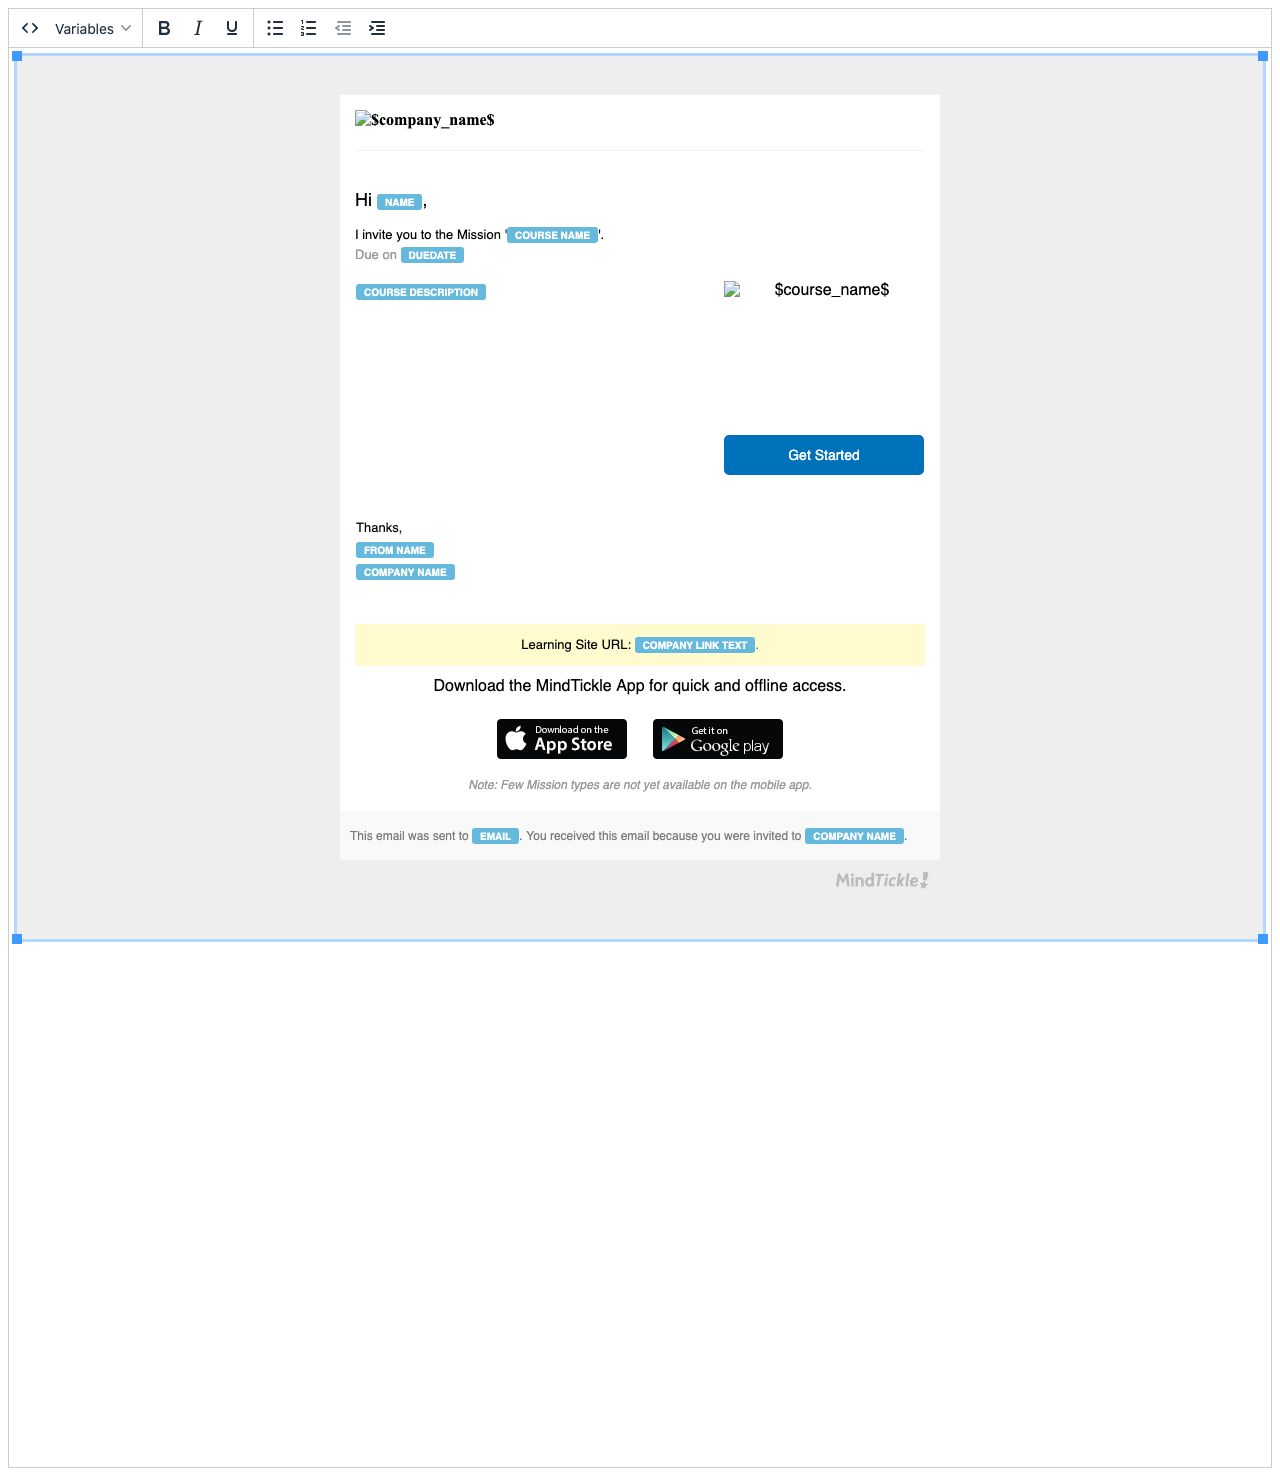 Variables B I U
$company_name$
Hi NAME ,
I invite you to the Mission 'COURSE NAME'.
Due on DUEDATE
COURSE DESCRIPTION $course_name$
Get Started
Thanks,
FROM NAME
COMPANY NAME
Learning Site URL: COMPANY LINK TEXT.
Download the MindTickle App for quick and offline access.
Download on the App Store
Get it on Google play
Note: Few Mission types are not yet available on the mobile app.
This email was sent to EMAIL. You received this email because you were invited to COMPANY NAME.
MindTickle!